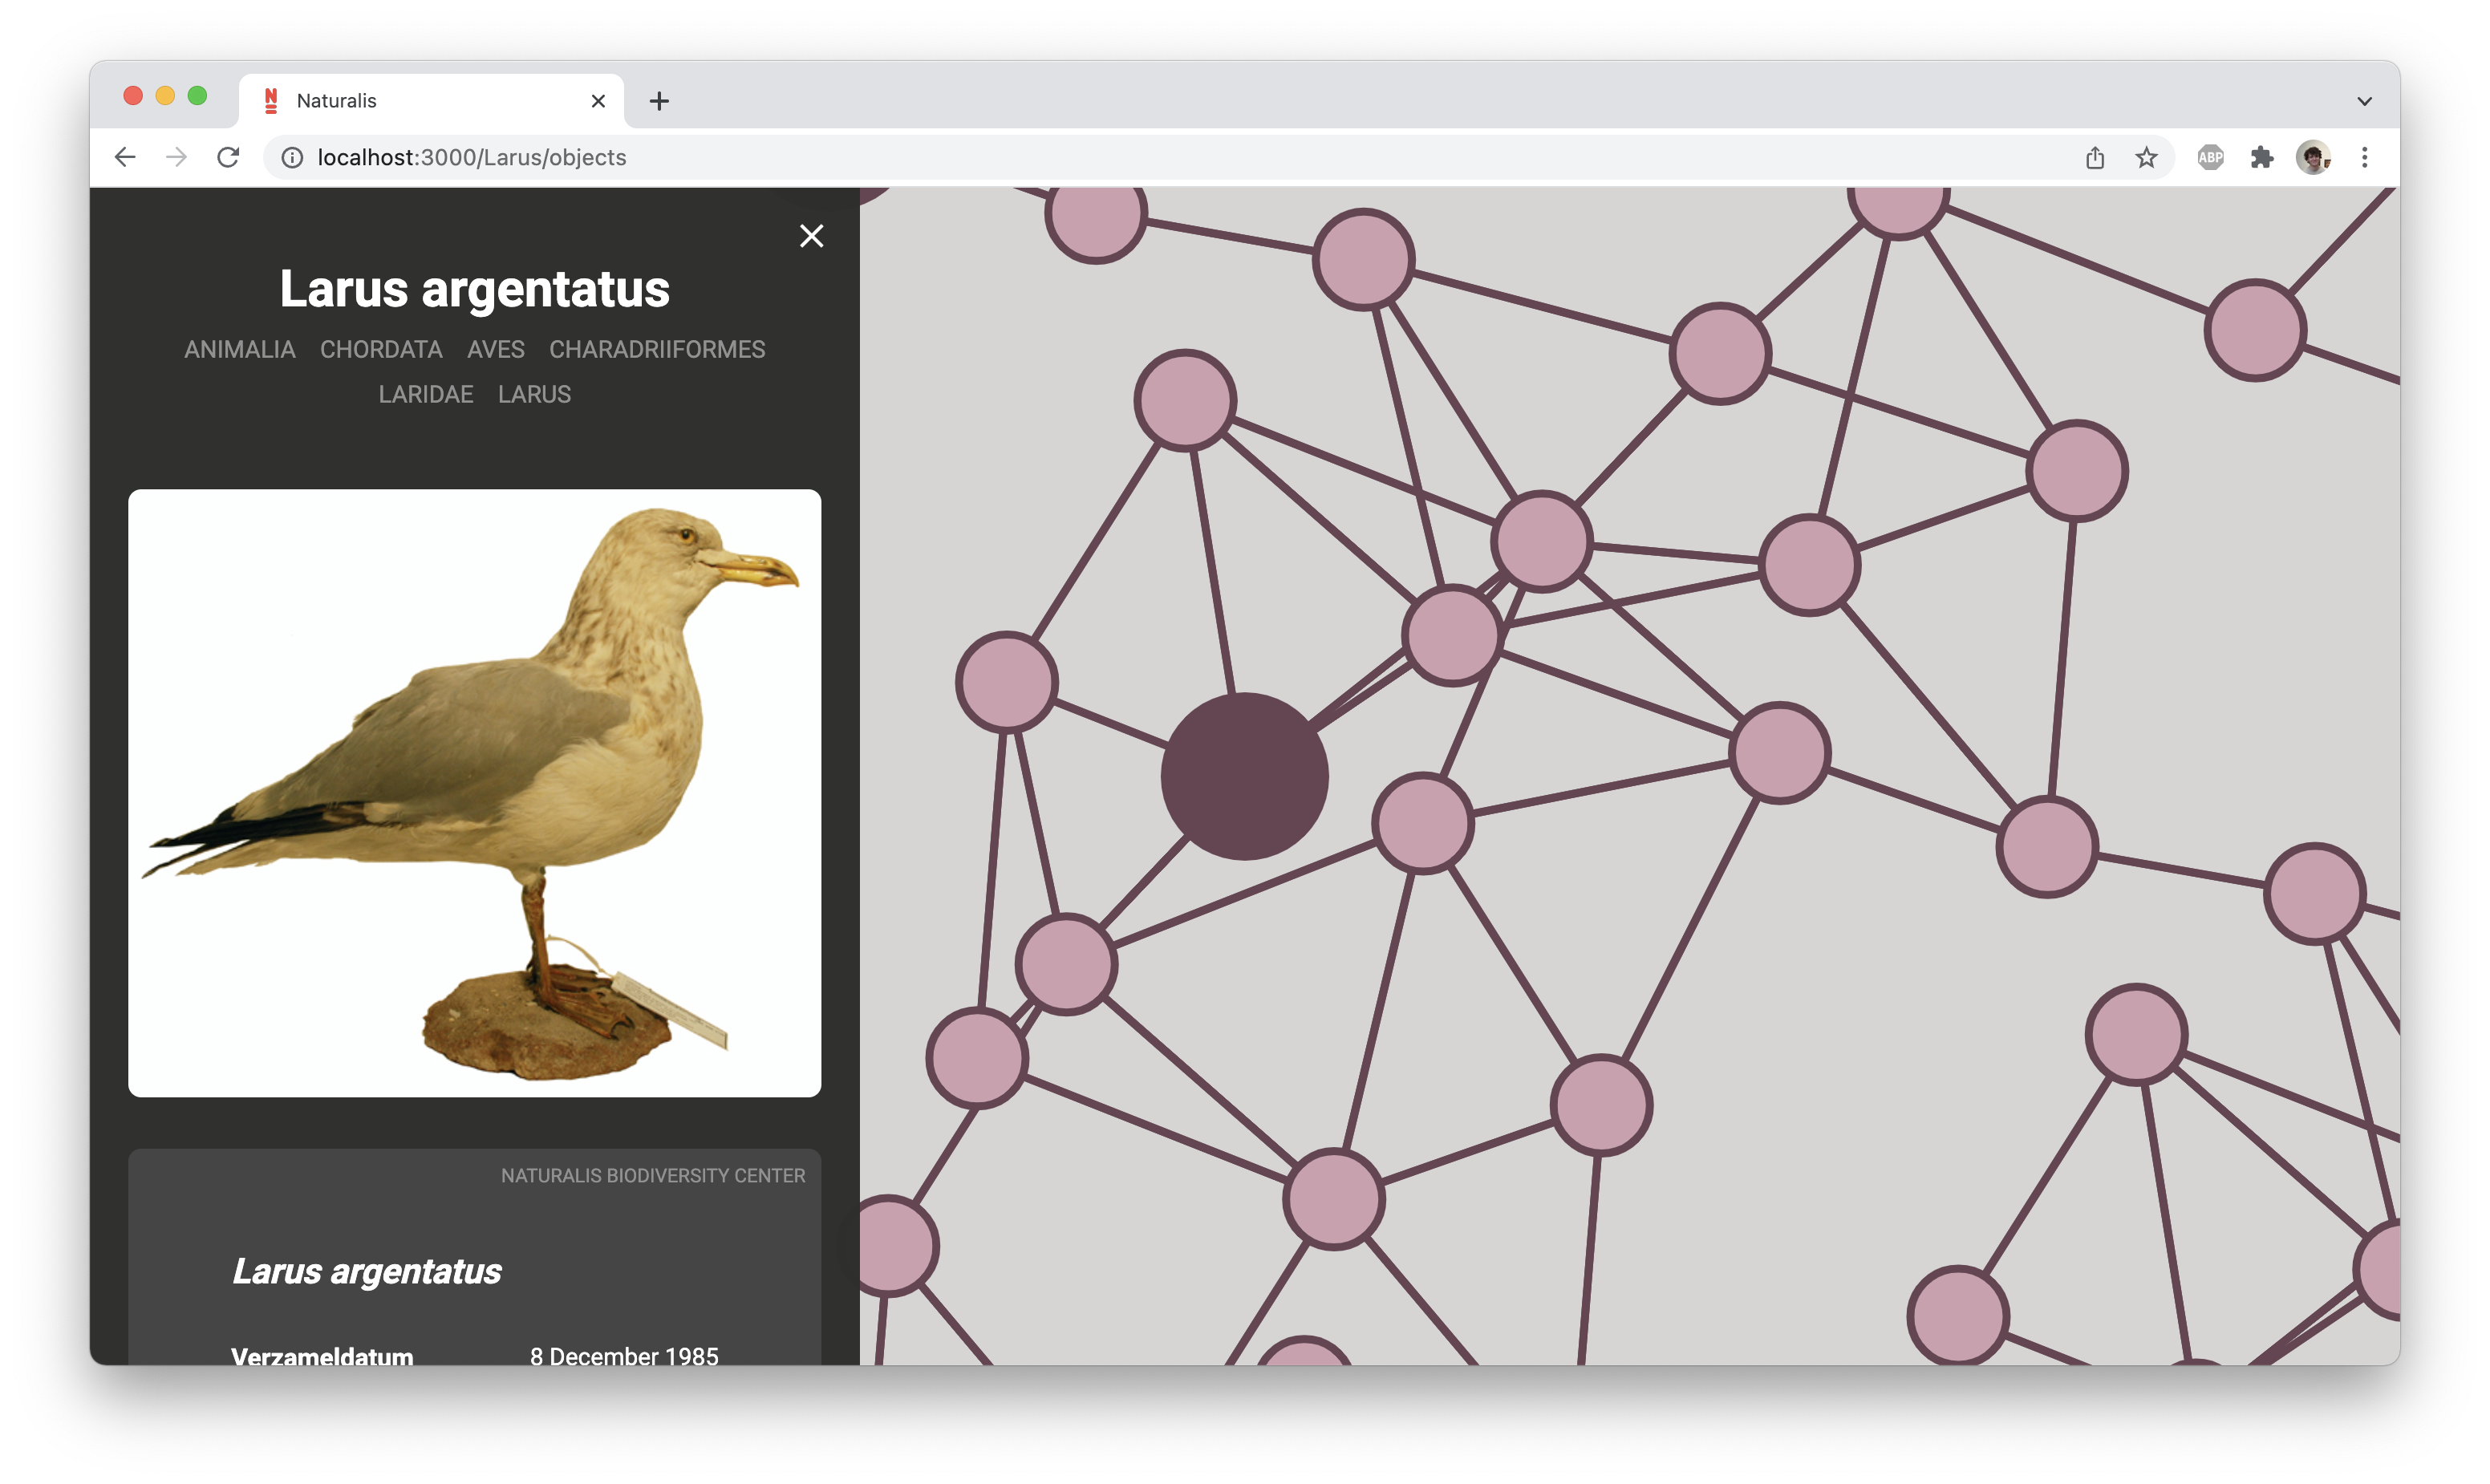 Naturalis
localhost:3000/Larus/objects
ABP
Larus argentatus
ANIMALIA CHORDATA AVES CHARADRIIFORMES
LARIDAE LARUS
NATURALIS BIODIVERSITY CENTER
Larus argentatus
Verzameldatum 8 December 1985